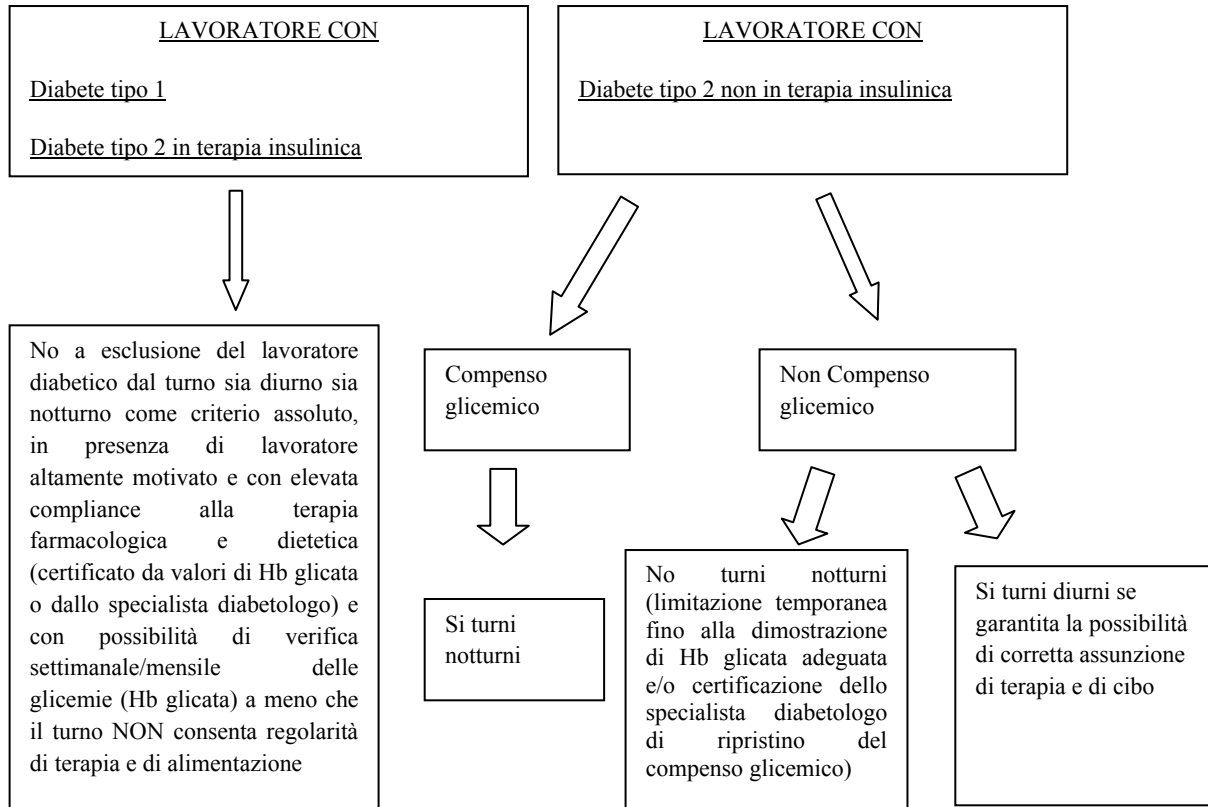 LAVORATORE CON
Diabete tipo 1
Diabete tipo 2 in terapia insulinica
LAVORATORE CON
Diabete tipo 2 non in terapia insulinica
No a esclusione del lavoratore
diabetico dal turno sia diurno sia
notturno come criterio assoluto,
in presenza di lavoratore
altamente motivato e con elevata
compliance alla terapia
farmacologica e dietetica
(certificato da valori di Hb glicata
o dallo specialista diabetologo) e
con possibilità di verifica
settimanale/mensile delle
glicemie (Hb glicata) a meno che
il turno NON consenta regolarità
di terapia e di alimentazione
Compenso
glicemico
Non Compenso
glicemico
Si turni
notturni
No turni notturni
(limitazione temporanea
fino alla dimostrazione
di Hb glicata adeguata
e/o certificazione dello
specialista diabetologo
di ripristino del
compenso glicemico)
Si turni diurni se
garantita la possibilità
di corretta assunzione
di terapia e di cibo